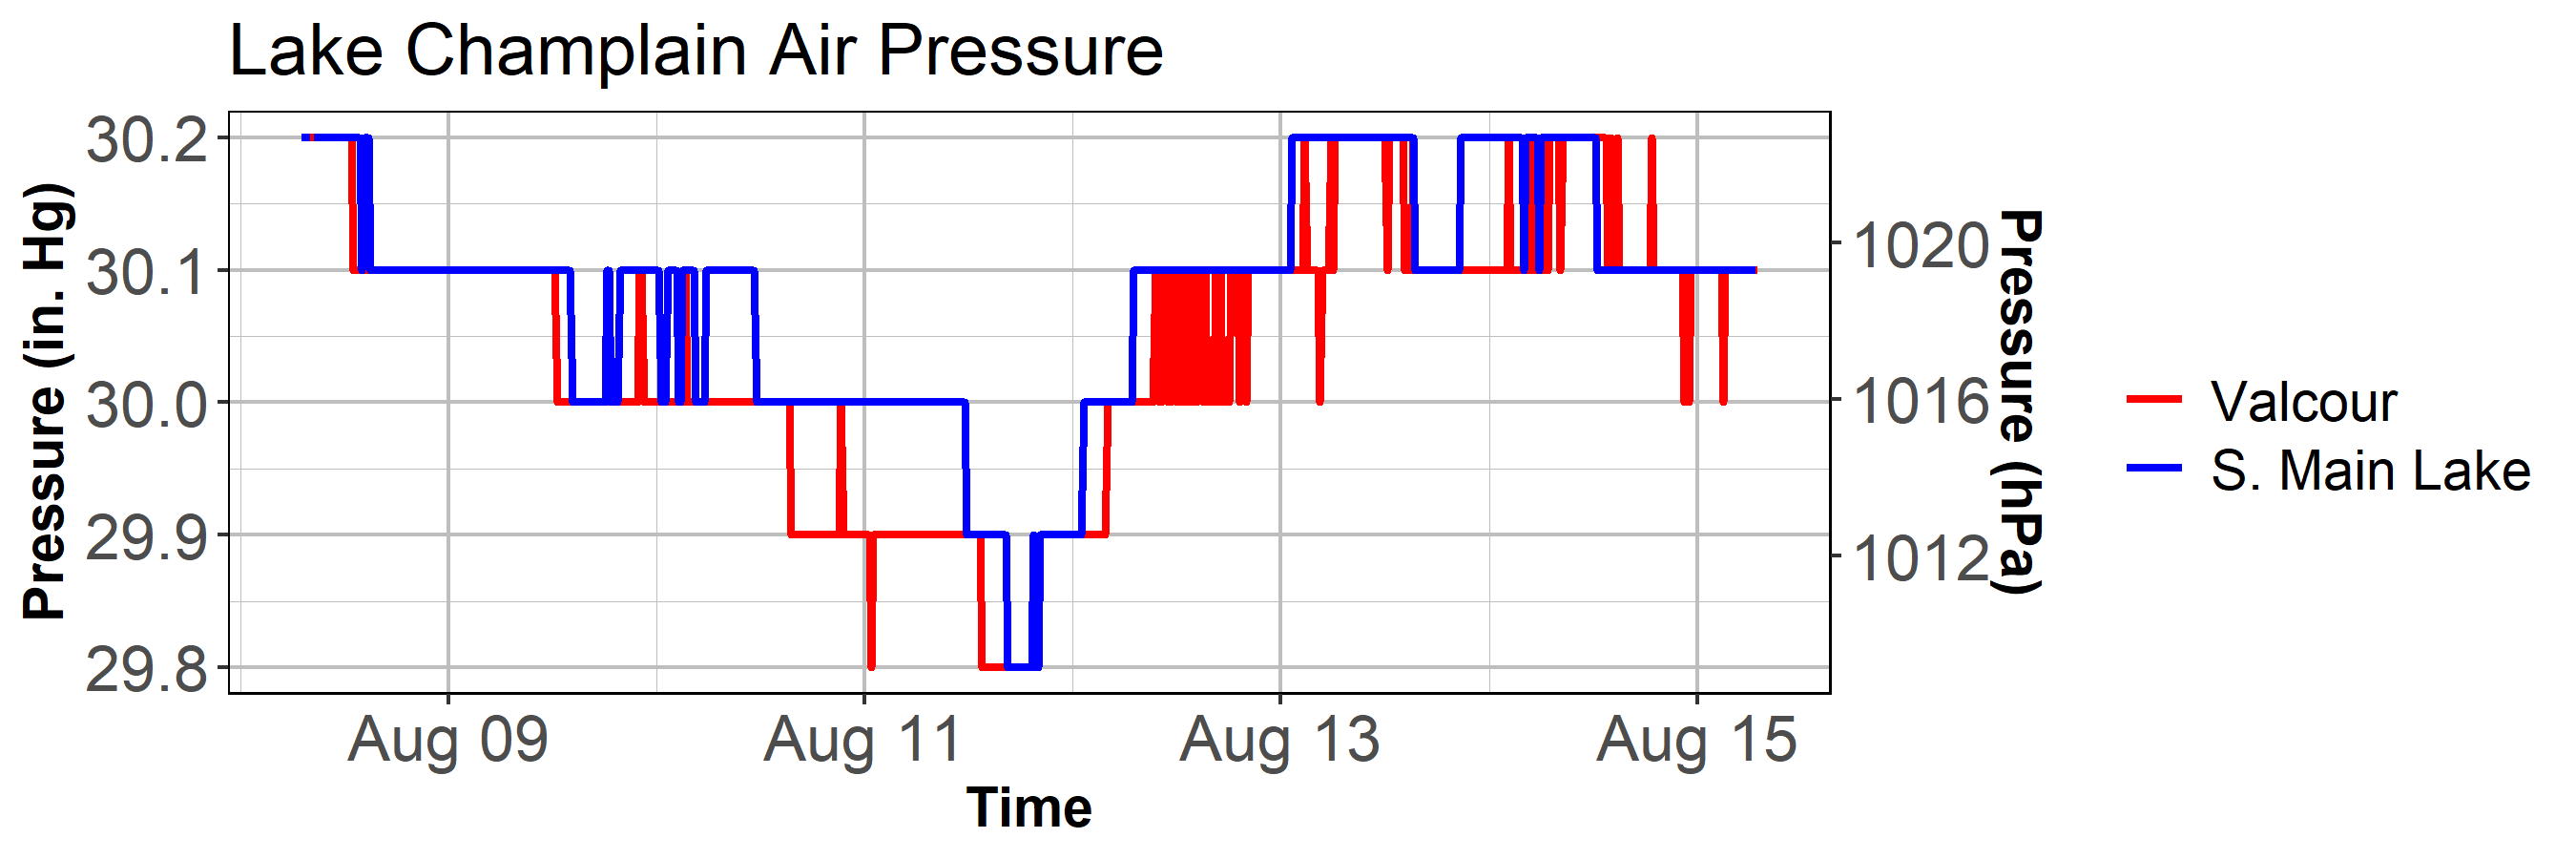 Lake Champlain Air Pressure
Pressure (in. Hg)
30.2
30.1
30.0
29.9
29.8
1020
1016
1012
Pressure (hPa)
Valcour
S. Main Lake
Aug 09
Aug 11
Aug 13
Aug 15
Time